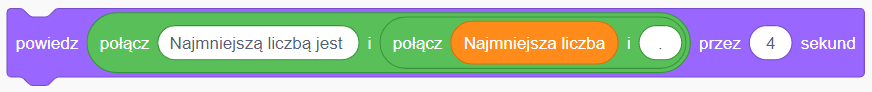 powiedz połącz Najmniejszą liczbą jest i połącz Najmniejsza liczba i . przez 4 sekund